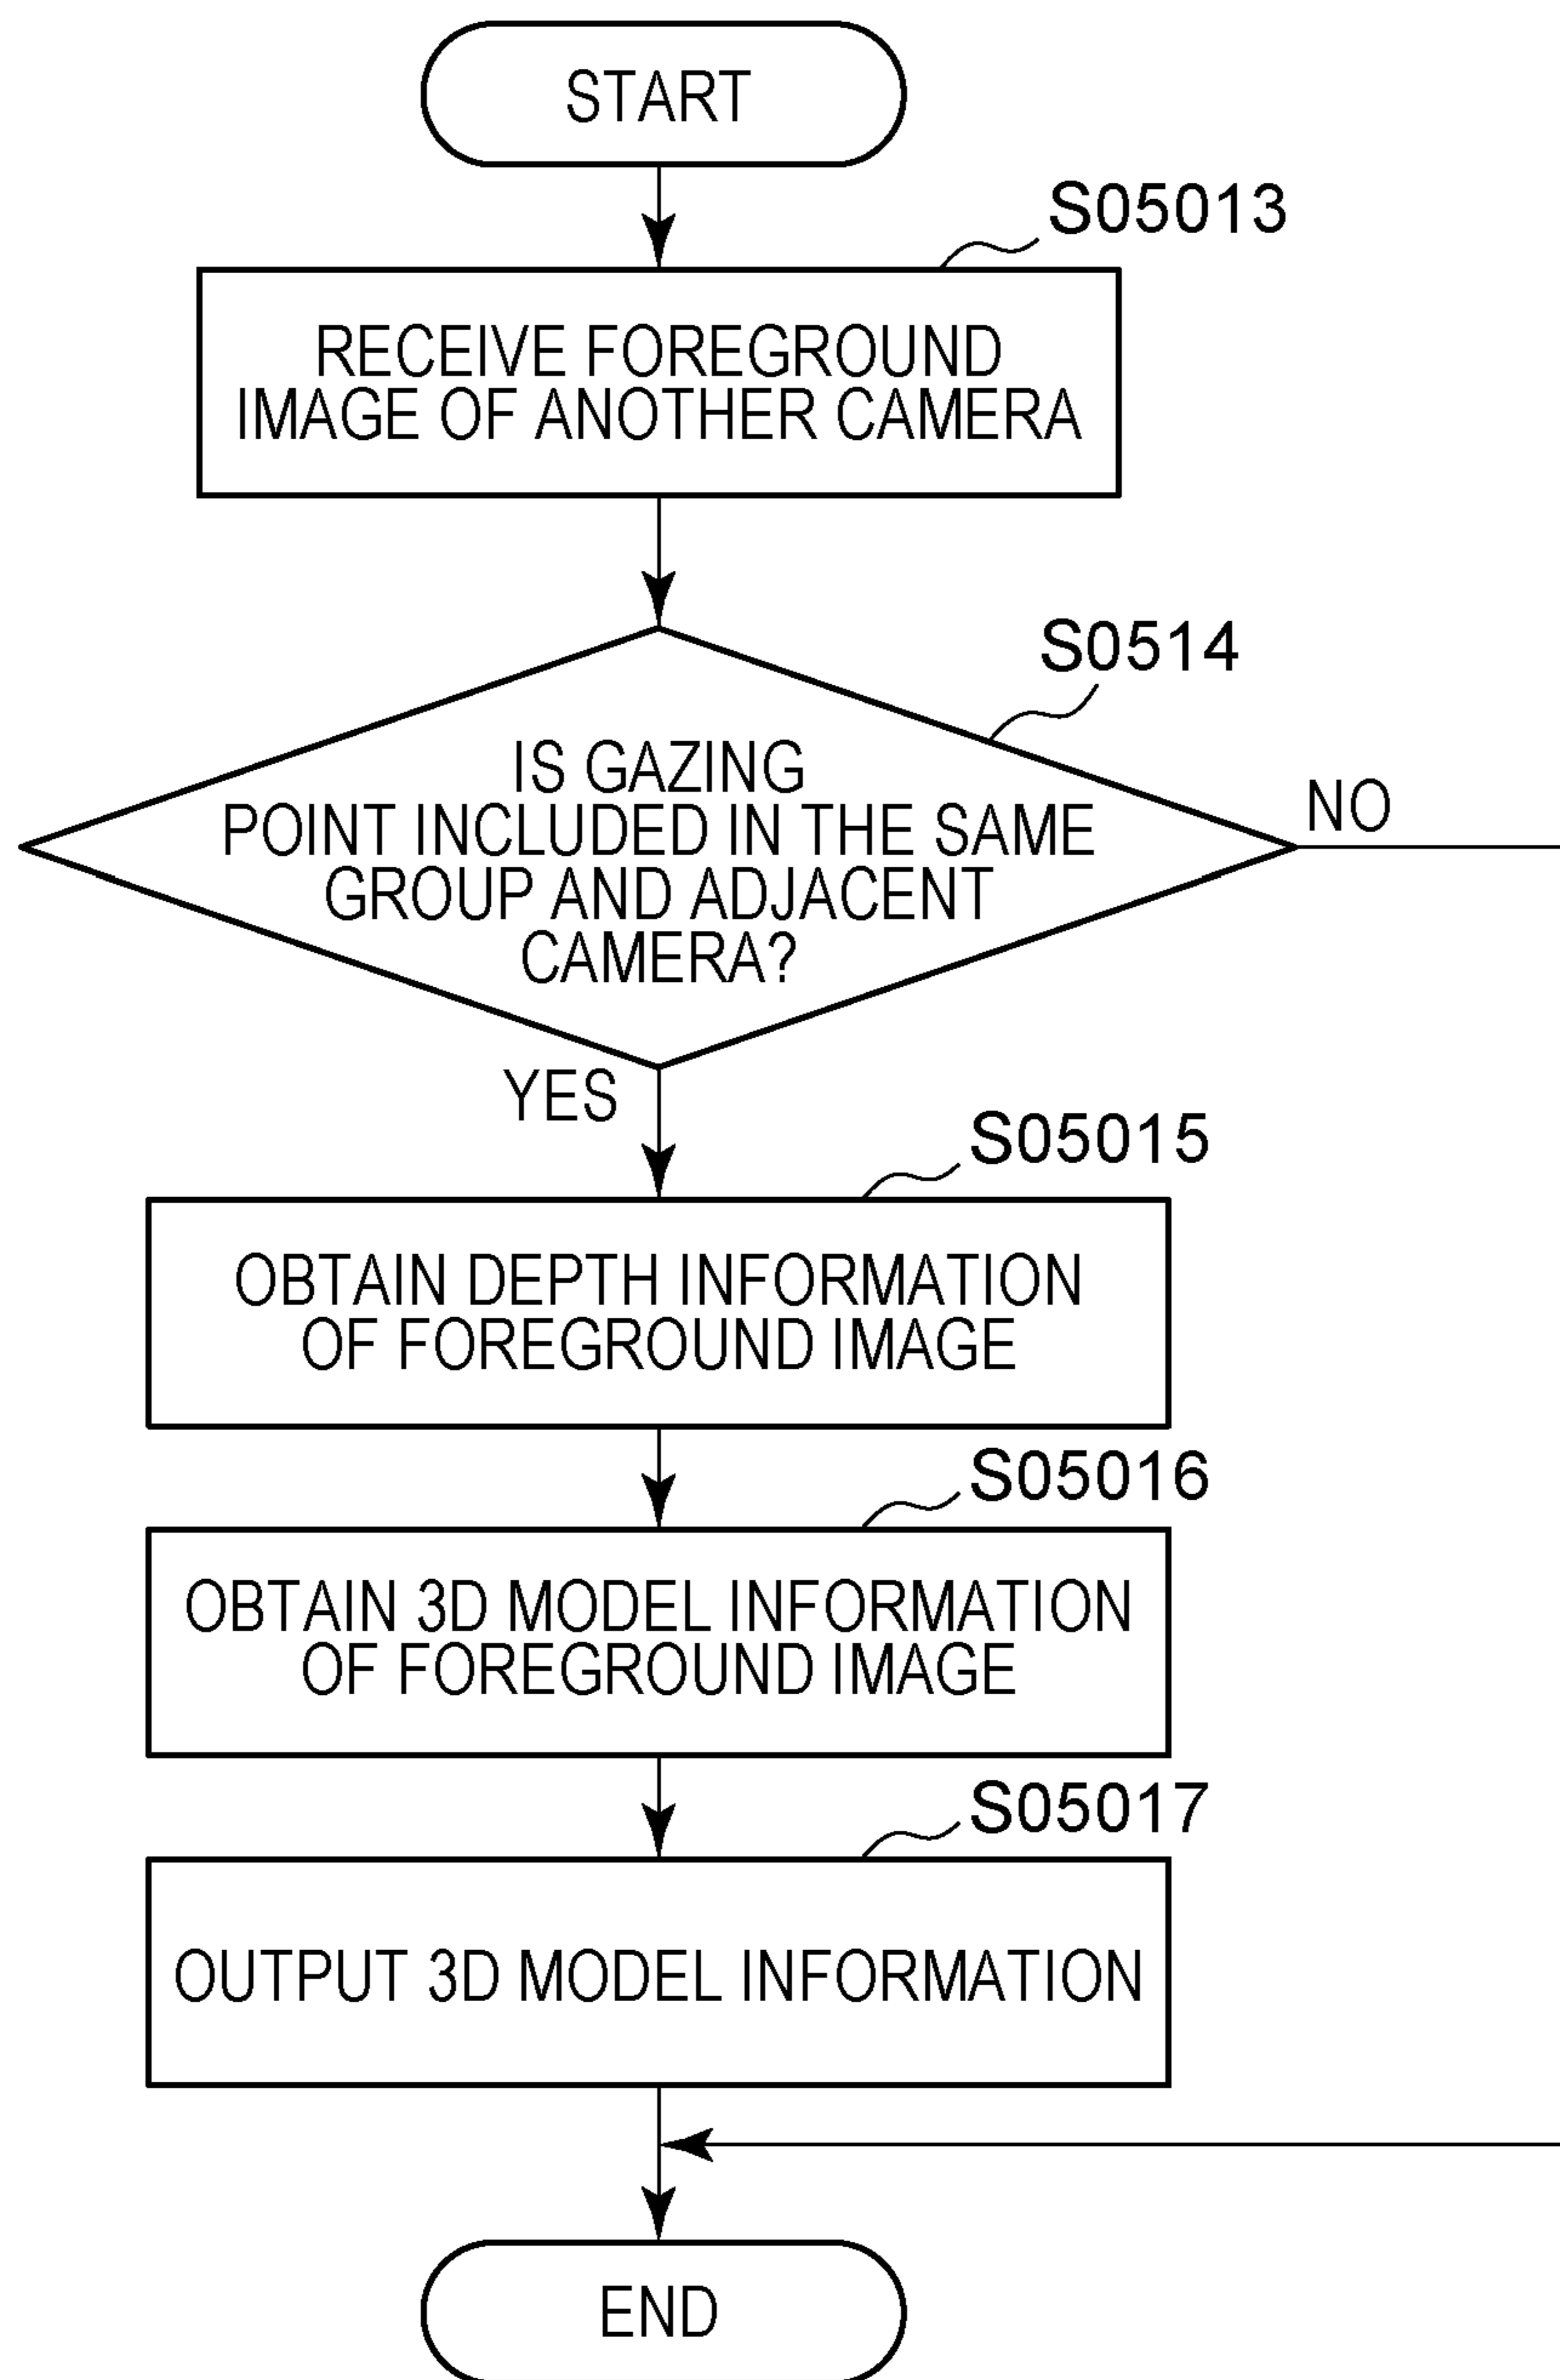 START
S05013
RECEIVE FOREGROUND
IMAGE OF ANOTHER CAMERA
S0514
IS GAZING
POINT INCLUDED IN THE SAME
GROUP AND ADJACENT
CAMERA?
NO
YES
S05015
OBTAIN DEPTH INFORMATION
OF FOREGROUND IMAGE
S05016
OBTAIN 3D MODEL INFORMATION
OF FOREGROUND IMAGE
S05017
OUTPUT 3D MODEL INFORMATION
END